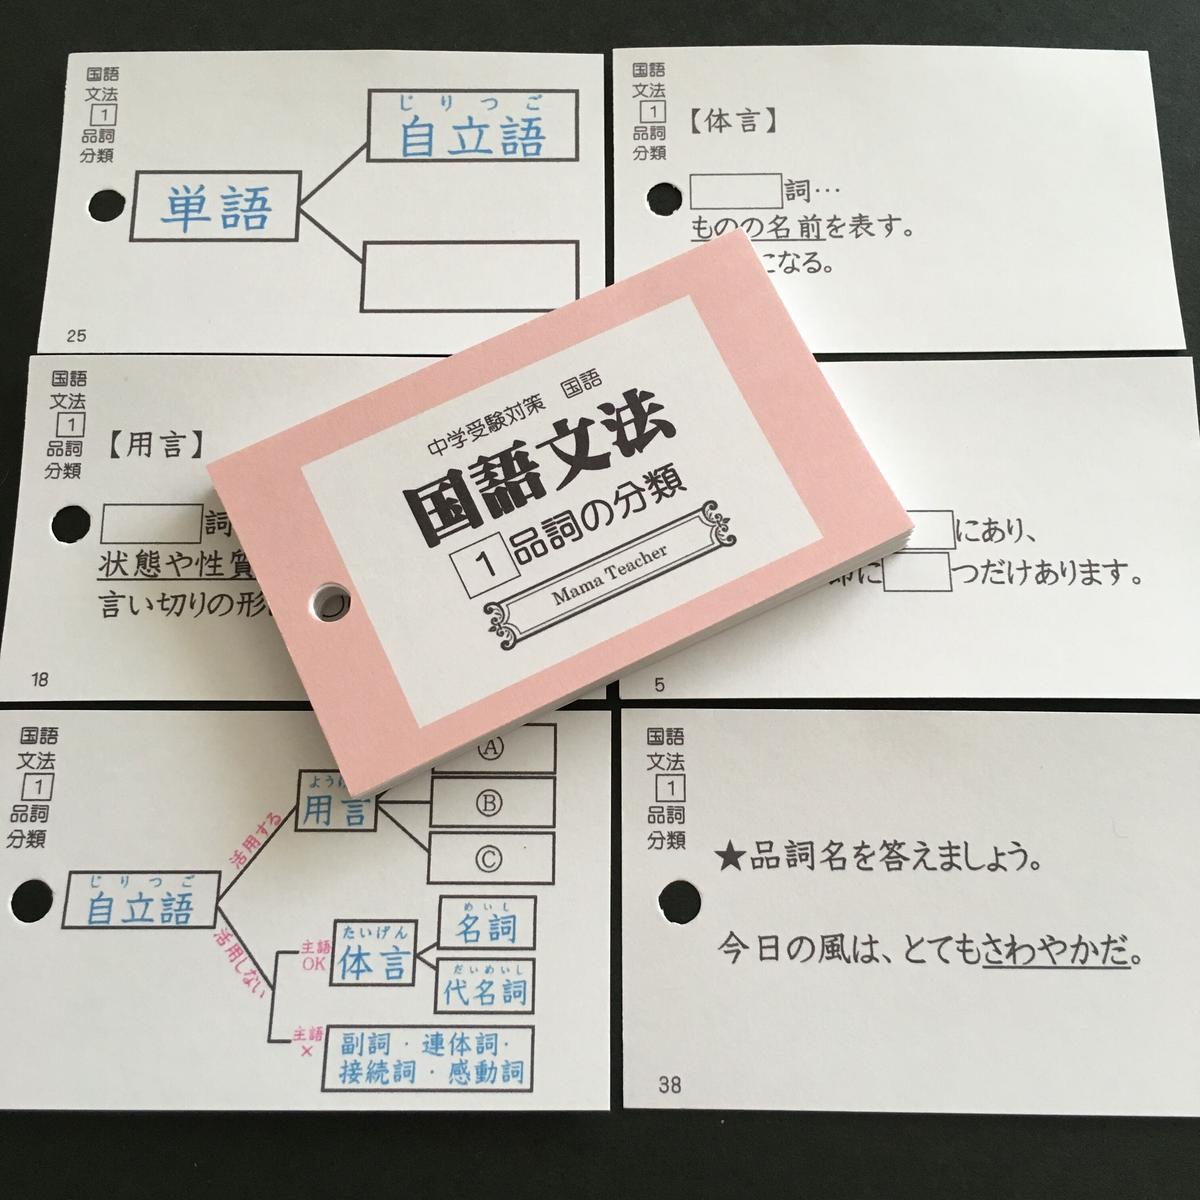 国語
文法
1
品詞
分類
じりつご
自立語
単語
25
国語
文法
1
品詞
分類
【体言】
詞…
ものの名前を表す。
になる。
国語
文法
1
品詞
分類
【用言】
詞
状態や性質
言い切りの形
18
中学受験対策 国語
国語文法
1 品詞の分類
Mama Teacher
にあり、
に つだけあります。
5
国語
文法
1
品詞
分類
じりつご
自立語
活用する
用言
Ⓐ
Ⓑ
Ⓒ
活用しない
主語
OK
たいげん
体言
めいし
名詞
だいめいし
代名詞
主語
×
副詞・連体詞・
接続詞・感動詞
国語
文法
1
品詞
分類
★品詞名を答えましょう。
今日の風は、とてもさわやかだ。
38